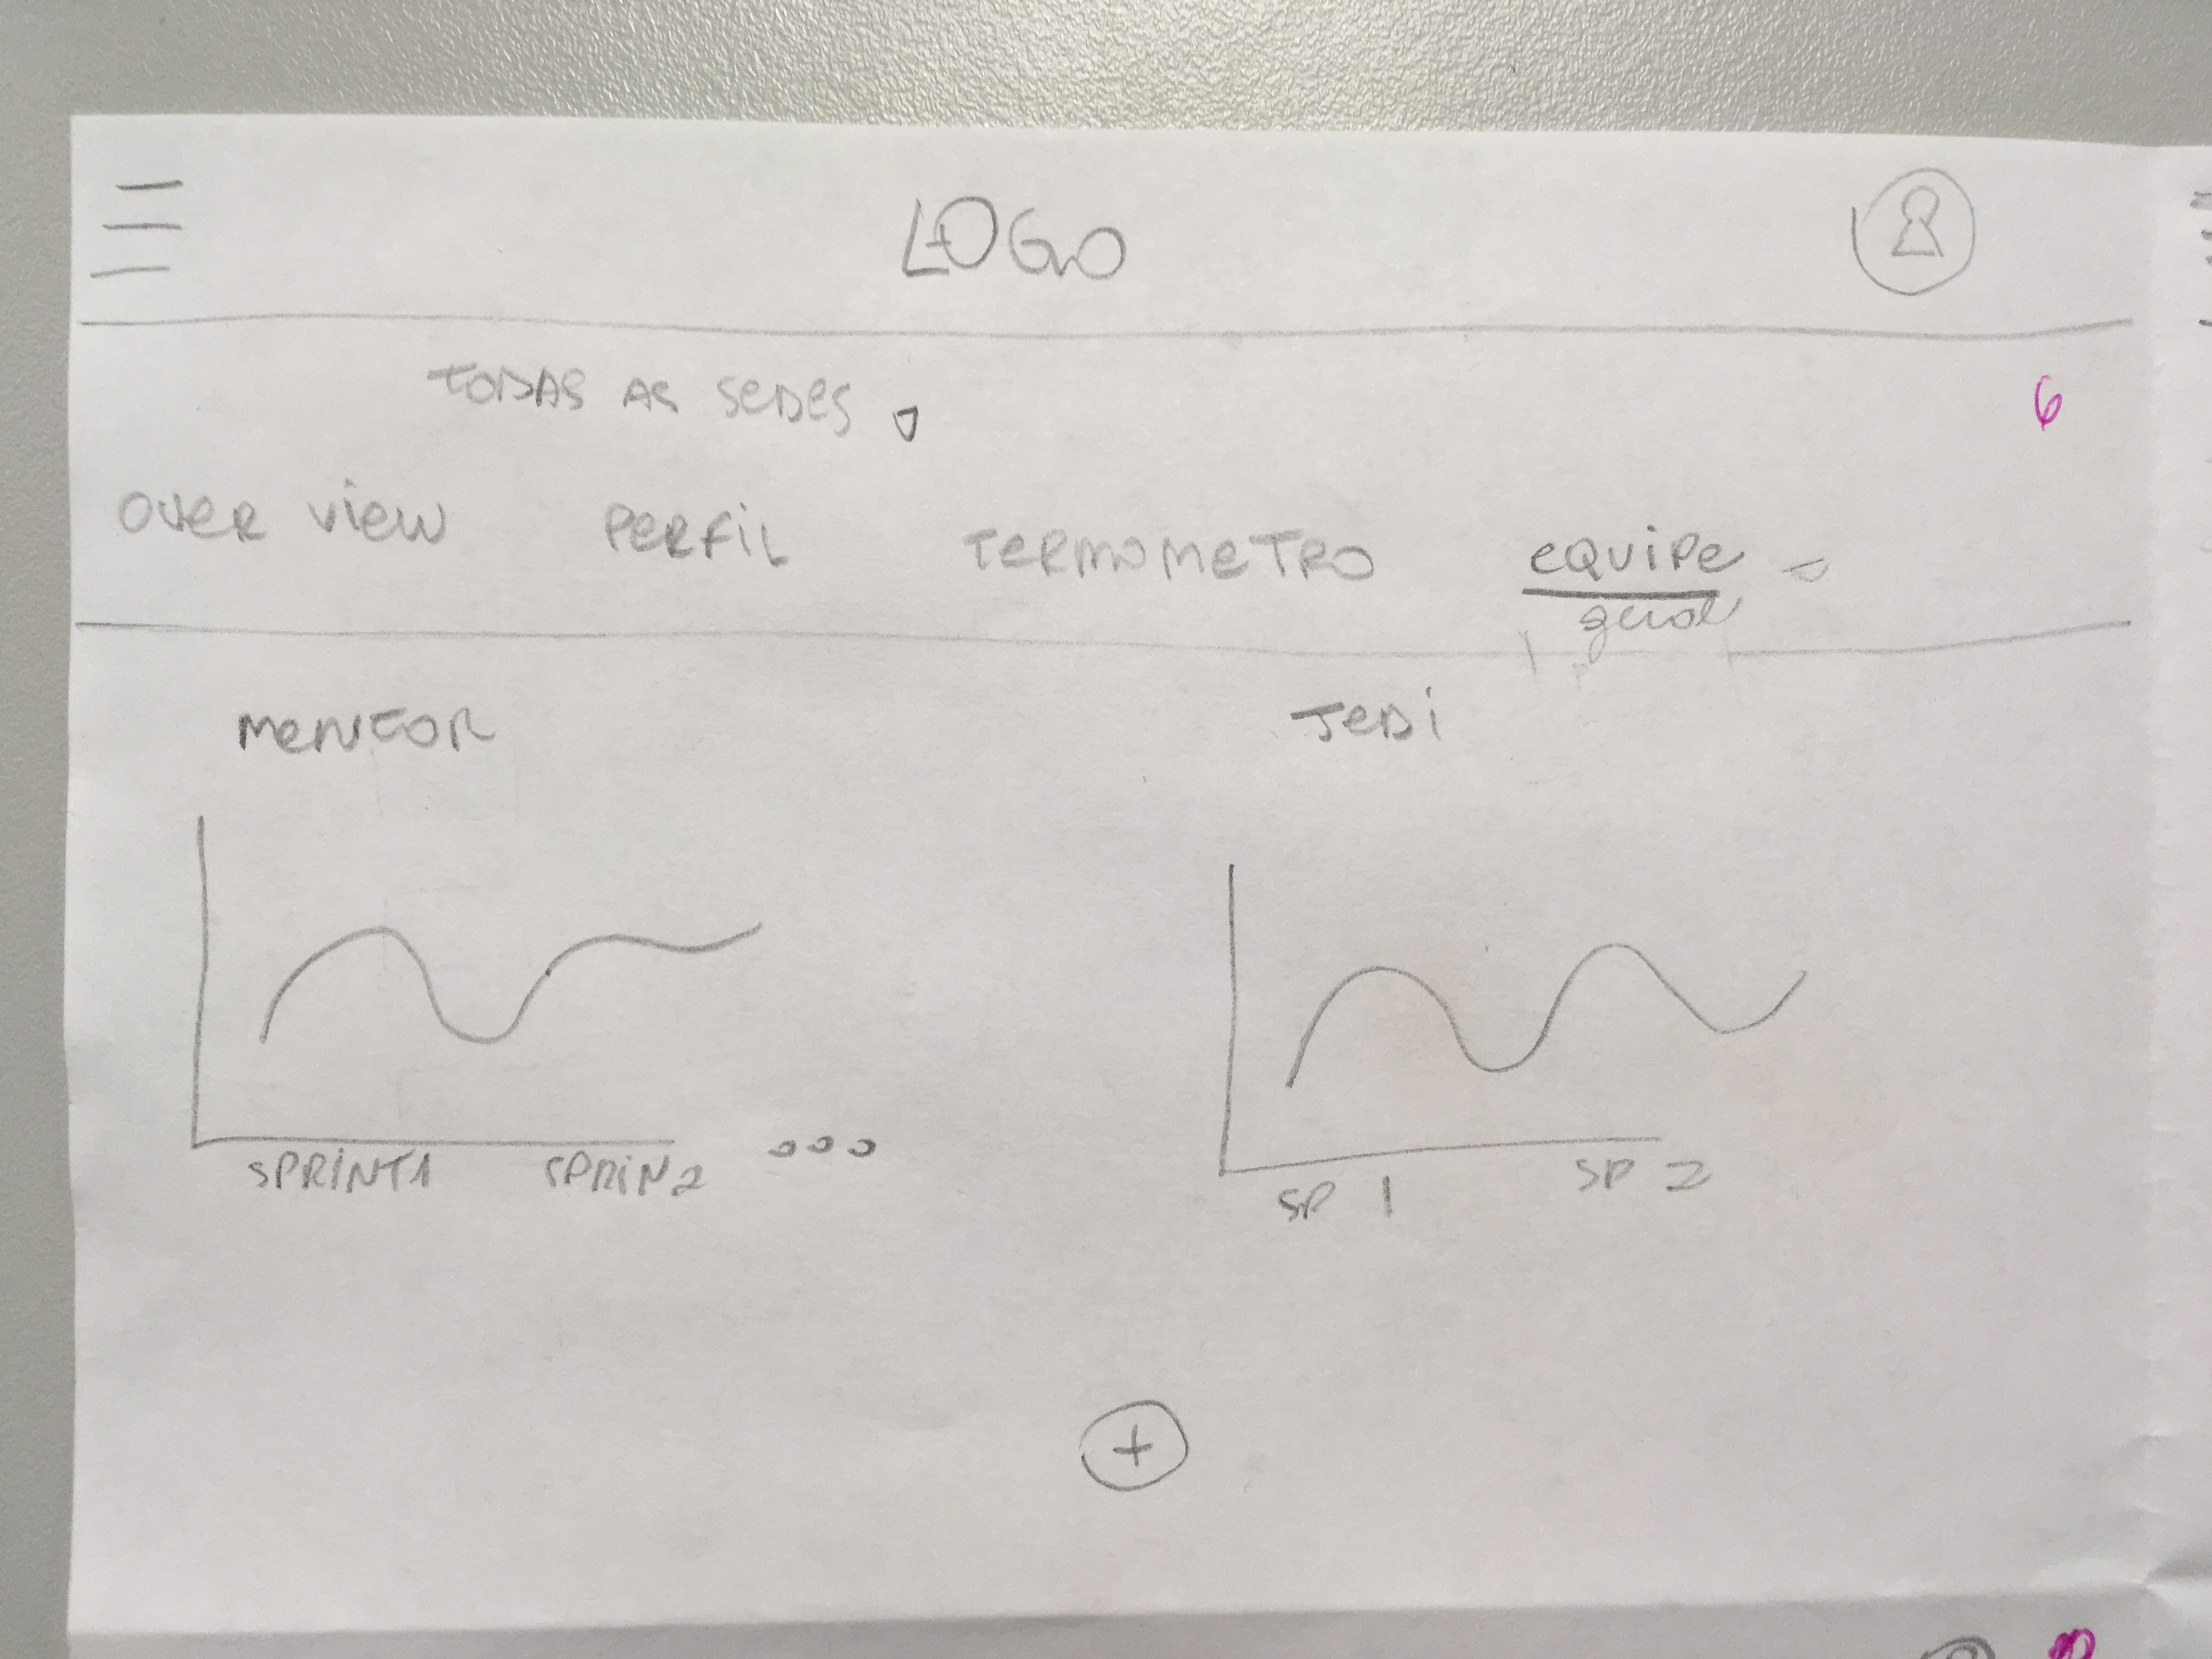 LOGO
TODAS AS SEDES
6
OVER VIEW PERFIL TERMOMETRO EQUIPE
geral
MENTOR JEDI
SPRINT1 SPRIN2 SP 1 SP 2
+